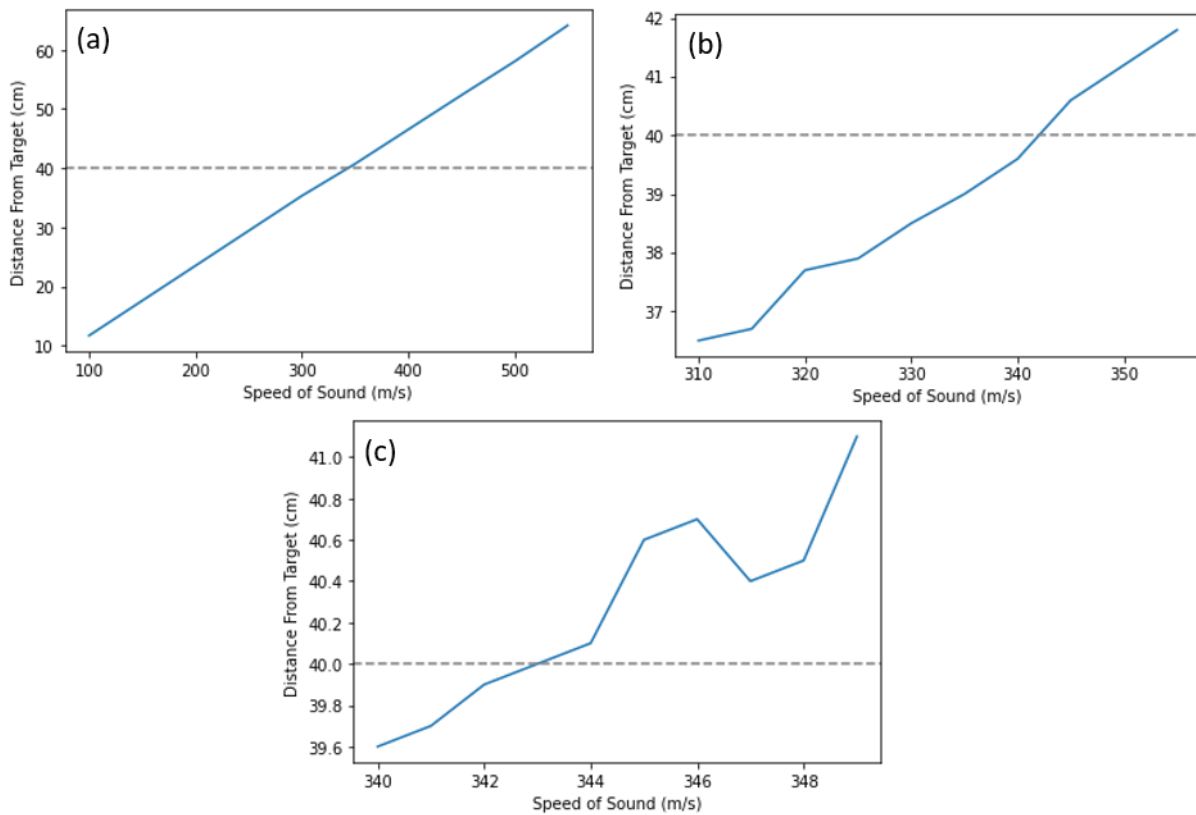 (a)
Distance From Target (cm)
60
50
40
30
20
10
100 200 300 400 500
Speed of Sound (m/s)
(b)
Distance From Target (cm)
42
41
40
39
38
37
310 320 330 340 350
Speed of Sound (m/s)
(c)
Distance From Target (cm)
41.0
40.8
40.6
40.4
40.2
40.0
39.8
39.6
340 342 344 346 348
Speed of Sound (m/s)